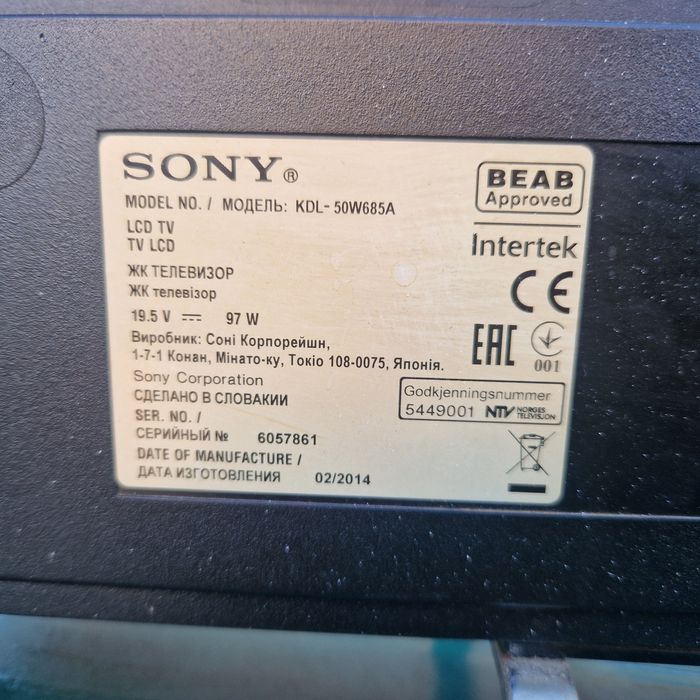 SONY®
MODEL NO. / МОДЕЛЬ: KDL- 50W685A
LCD TV
TV LCD
ЖК ТЕЛЕВИЗОР
ЖК телевізор
19.5 V ⎓ 97 W
Виробник: Соні Корпорейшн,
1-7-1 Конан, Мінато-ку, Токіо 108-0075, Японія.
Sony Corporation
СДЕЛАНО В СЛОВАКИИ
SER. NO. /
СЕРИЙНЫЙ № 6057861
DATE OF MANUFACTURE /
ДАТА ИЗГОТОВЛЕНИЯ 02/2014
BEAB
Approved
Intertek
CE
EAC
001
Godkjenningsnummer
5449001 NTV NORGES
TELEVISJON